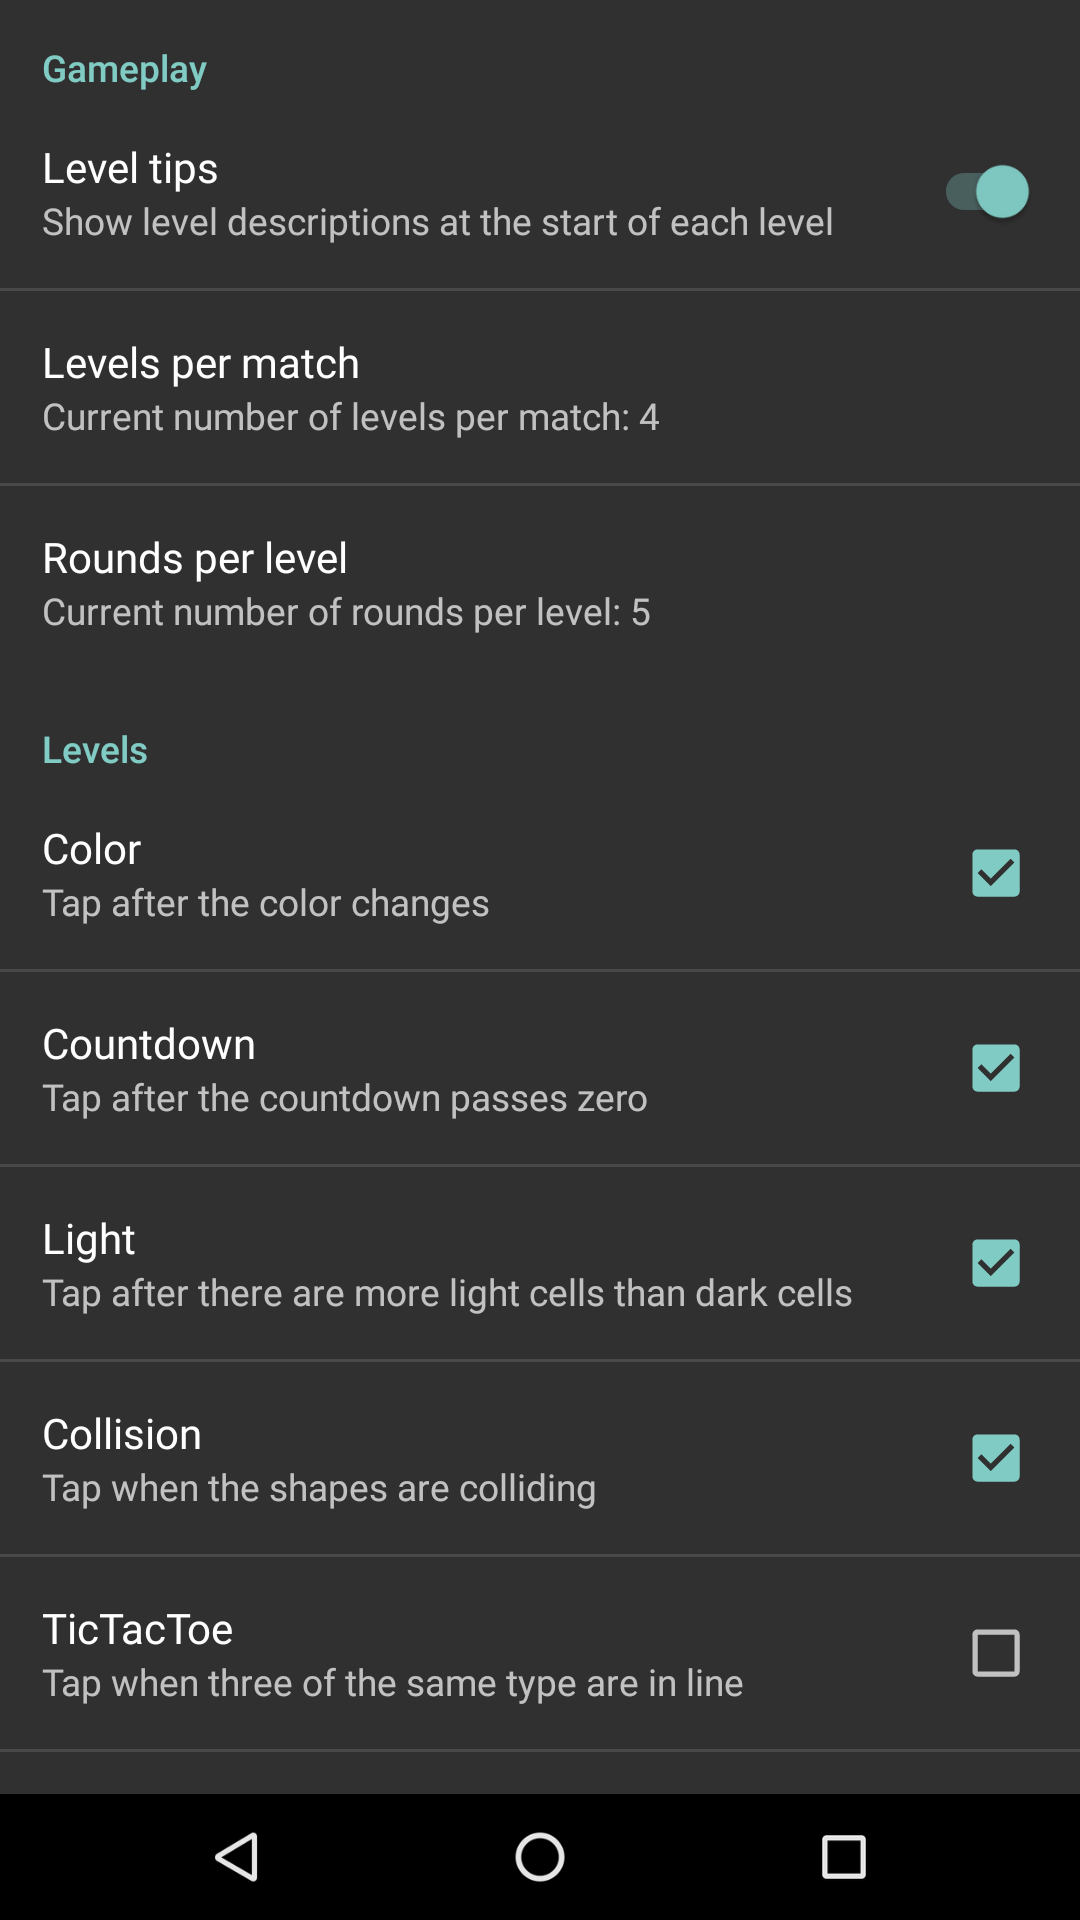 Gameplay
Level tips
Show level descriptions at the start of each level
Levels per match
Current number of levels per match: 4
Rounds per level
Current number of rounds per level: 5
Levels
Color
Tap after the color changes
Countdown
Tap after the countdown passes zero
Light
Tap after there are more light cells than dark cells
Collision
Tap when the shapes are colliding
TicTacToe
Tap when three of the same type are in line